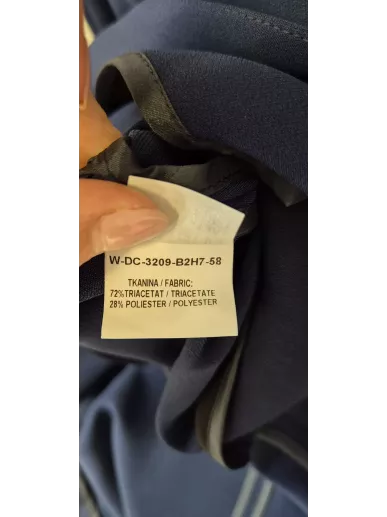 W-DC-3209-B2H7-58
TKANINA / FABRIC:
72%TRIACETAT / TRIACETATE
28% POLIESTER / POLYESTER